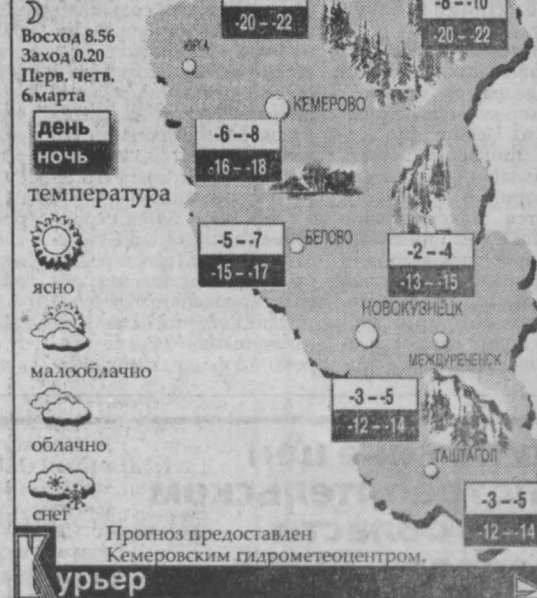 Восход 8.56
Заход 0.20
Перв. четв.
6 марта
день
ночь
температура
ясно
малооблачно
облачно
снег
-20 – -22
-8 – -10
-20 – -22
ЮРГА
КЕМЕРОВО
-6 – -8
-16 – -18
БЕЛОВО
-5 – -7
-15 – -17
-2 – -4
-13 – -15
НОВОКУЗНЕЦК
МЕЖДУРЕЧЕНСК
-3 – -5
-12 – -14
ТАШТАГОЛ
-3 – -5
-12 – -14
Прогноз предоставлен
Кемеровским гидрометеоцентром.
Курьер